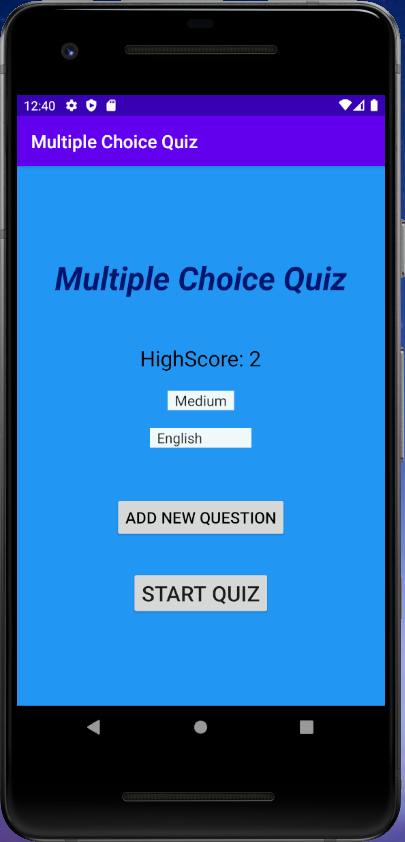 12:40
Multiple Choice Quiz
Multiple Choice Quiz
HighScore: 2
Medium
English
ADD NEW QUESTION
START QUIZ